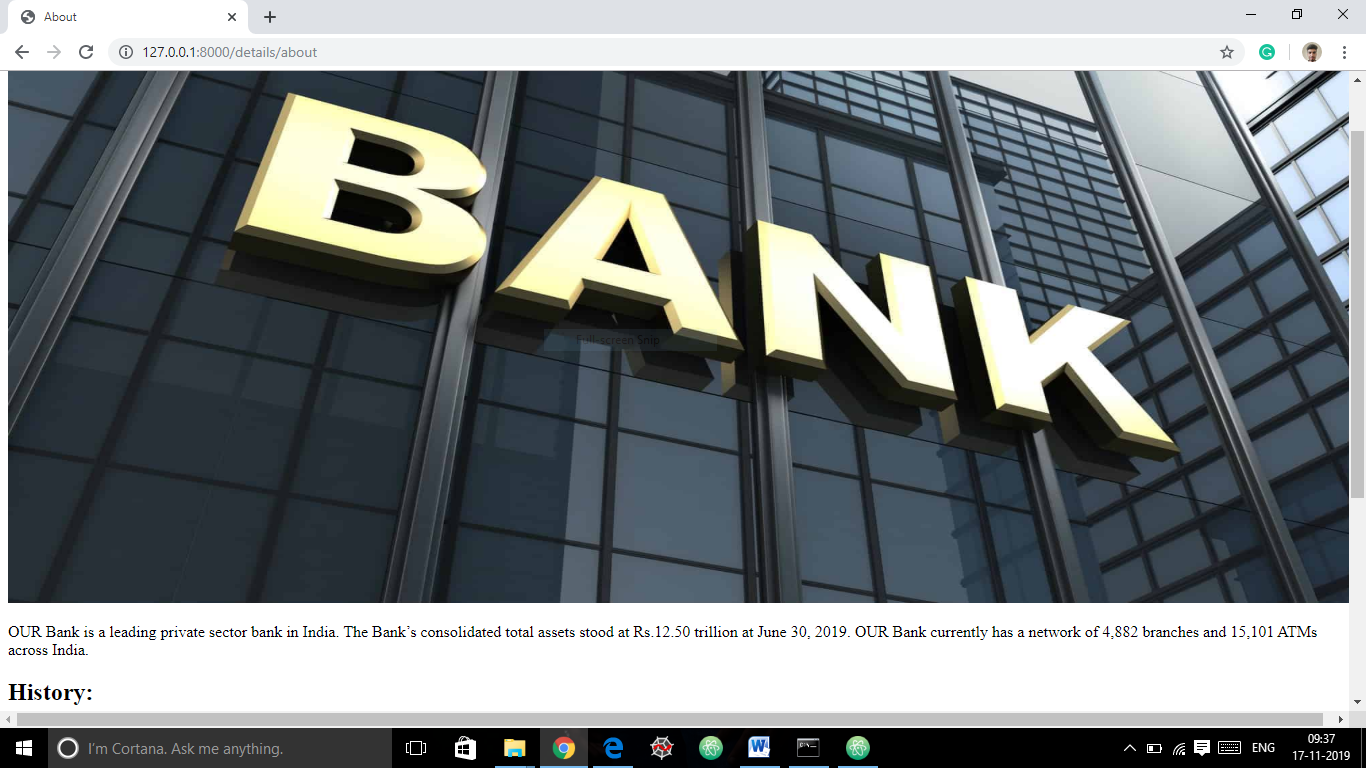 About
127.0.0.1:8000/details/about
BANK
Full-screen Snip
OUR Bank is a leading private sector bank in India. The Bank’s consolidated total assets stood at Rs.12.50 trillion at June 30, 2019. OUR Bank currently has a network of 4,882 branches and 15,101 ATMs
across India.
History:
I'm Cortana. Ask me anything.
ENG
09:37
17-11-2019